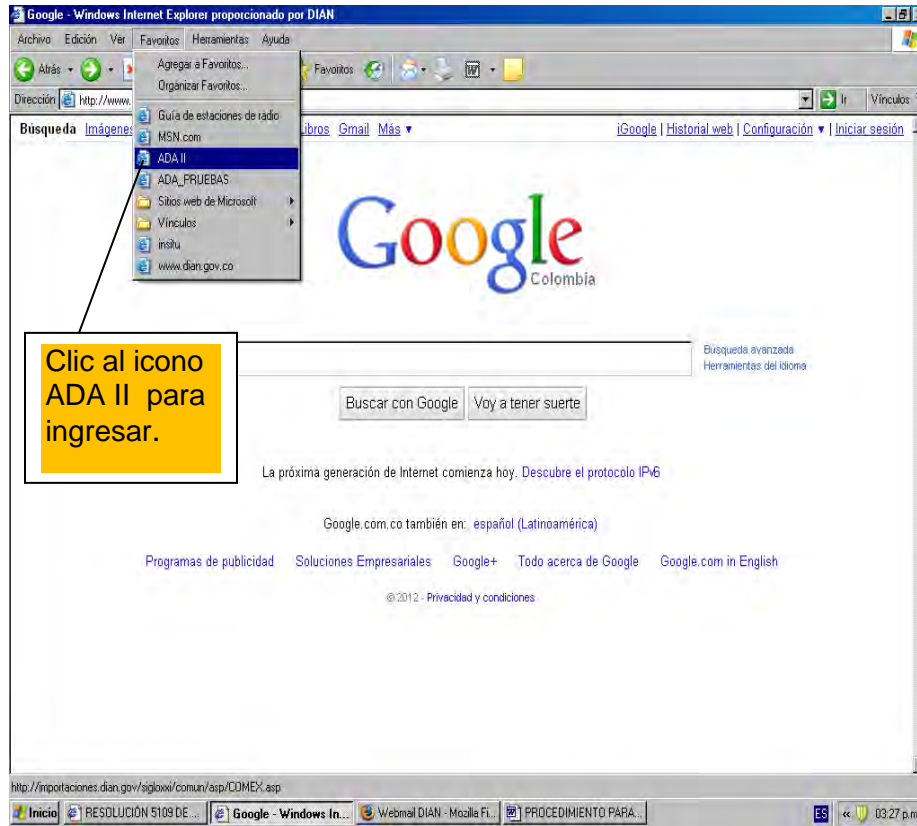 Google - Windows Internet Explorer proporcionado por DIAN
Archivo Edición Ver Favoritos Herramientas Ayuda
Atrás Favoritos
Dirección http://www. Ir Vínculos
Agregar a Favoritos...
Organizar Favoritos...
Guía de estaciones de radio
MSN.com
ADA II
ADA_PRUEBAS
Sitios web de Microsoft
Vínculos
insitu
www.dian.gov.co
Búsqueda Imágenes Libros Gmail Más ▼ iGoogle | Historial web | Configuración ▼ | Iniciar sesión
Google
Colombia
Clic al icono
ADA II para
ingresar.
Búsqueda avanzada
Herramientas del idioma
Buscar con Google Voy a tener suerte
La próxima generación de Internet comienza hoy. Descubre el protocolo IPv6
Google.com.co también en: español (Latinoamérica)
Programas de publicidad Soluciones Empresariales Google+ Todo acerca de Google Google.com in English
© 2012 - Privacidad y condiciones
http://importaciones.dian.gov/sigloxxi/comun/asp/COMEX.asp
Inicio RESOLUCIÓN 5109 DE ... Google - Windows In... Webmail DIAN - Mozilla Fi... PROCEDIMIENTO PARA... ES « 03:27 p.m